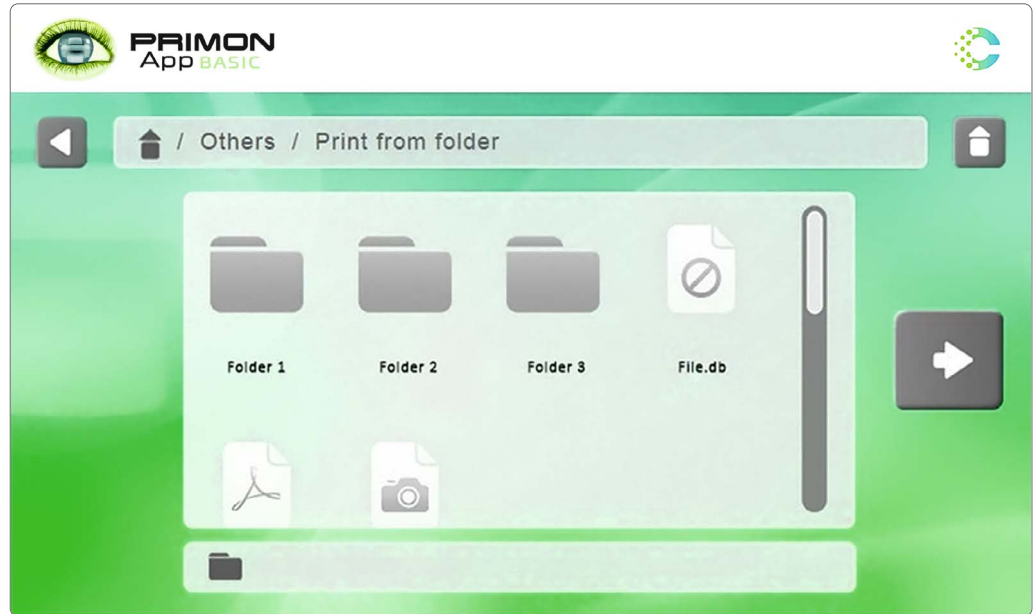 PRIMON
App BASIC
/ Others / Print from folder
Folder 1
Folder 2
Folder 3
File.db